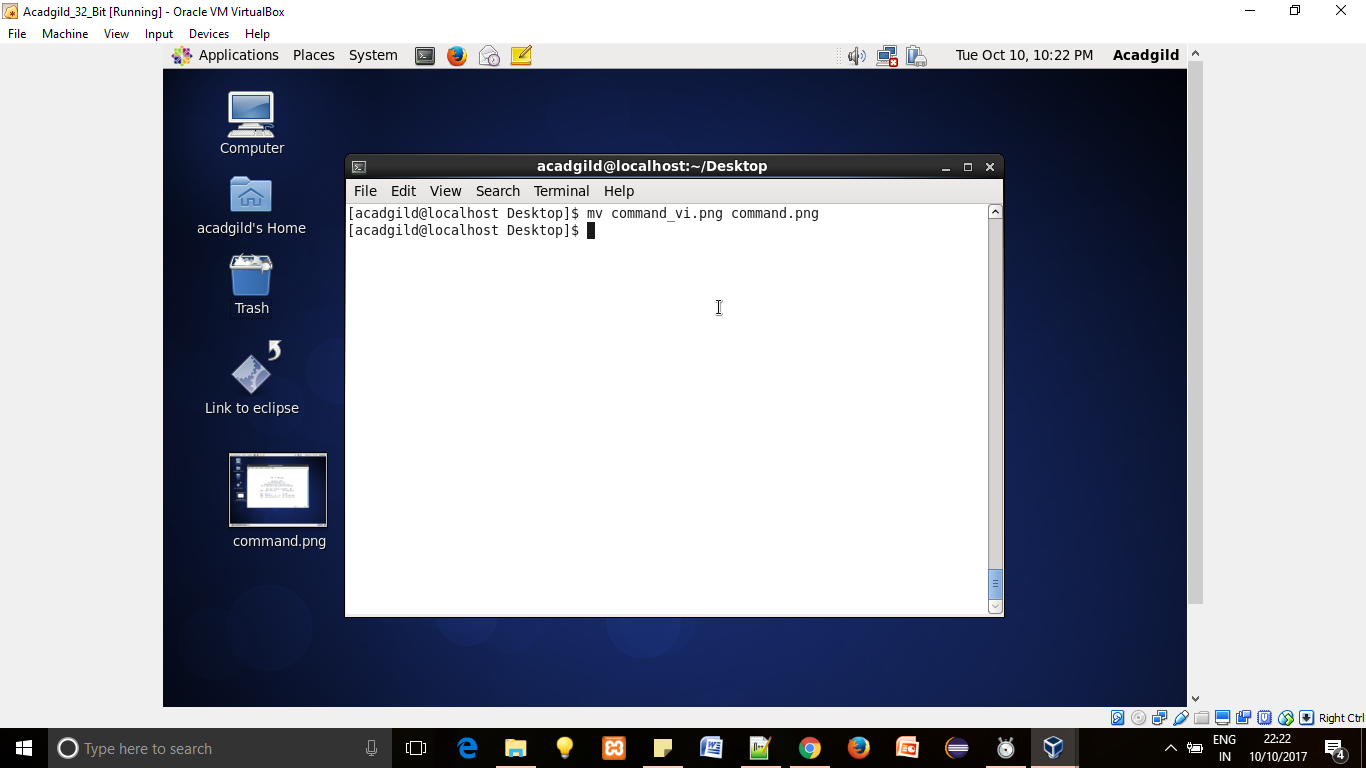 Acadgild_32_Bit [Running] - Oracle VM VirtualBox
File Machine View Input Devices Help
Applications Places System Tue Oct 10, 10:22 PM Acadgild
Computer
acadgild's Home
Trash
Link to eclipse
command.png
acadgild@localhost:~/Desktop
File Edit View Search Terminal Help
[acadgild@localhost Desktop]$ mv command_vi.png command.png
[acadgild@localhost Desktop]$
Right Ctrl
Type here to search
ENG
IN
22:22
10/10/2017
4